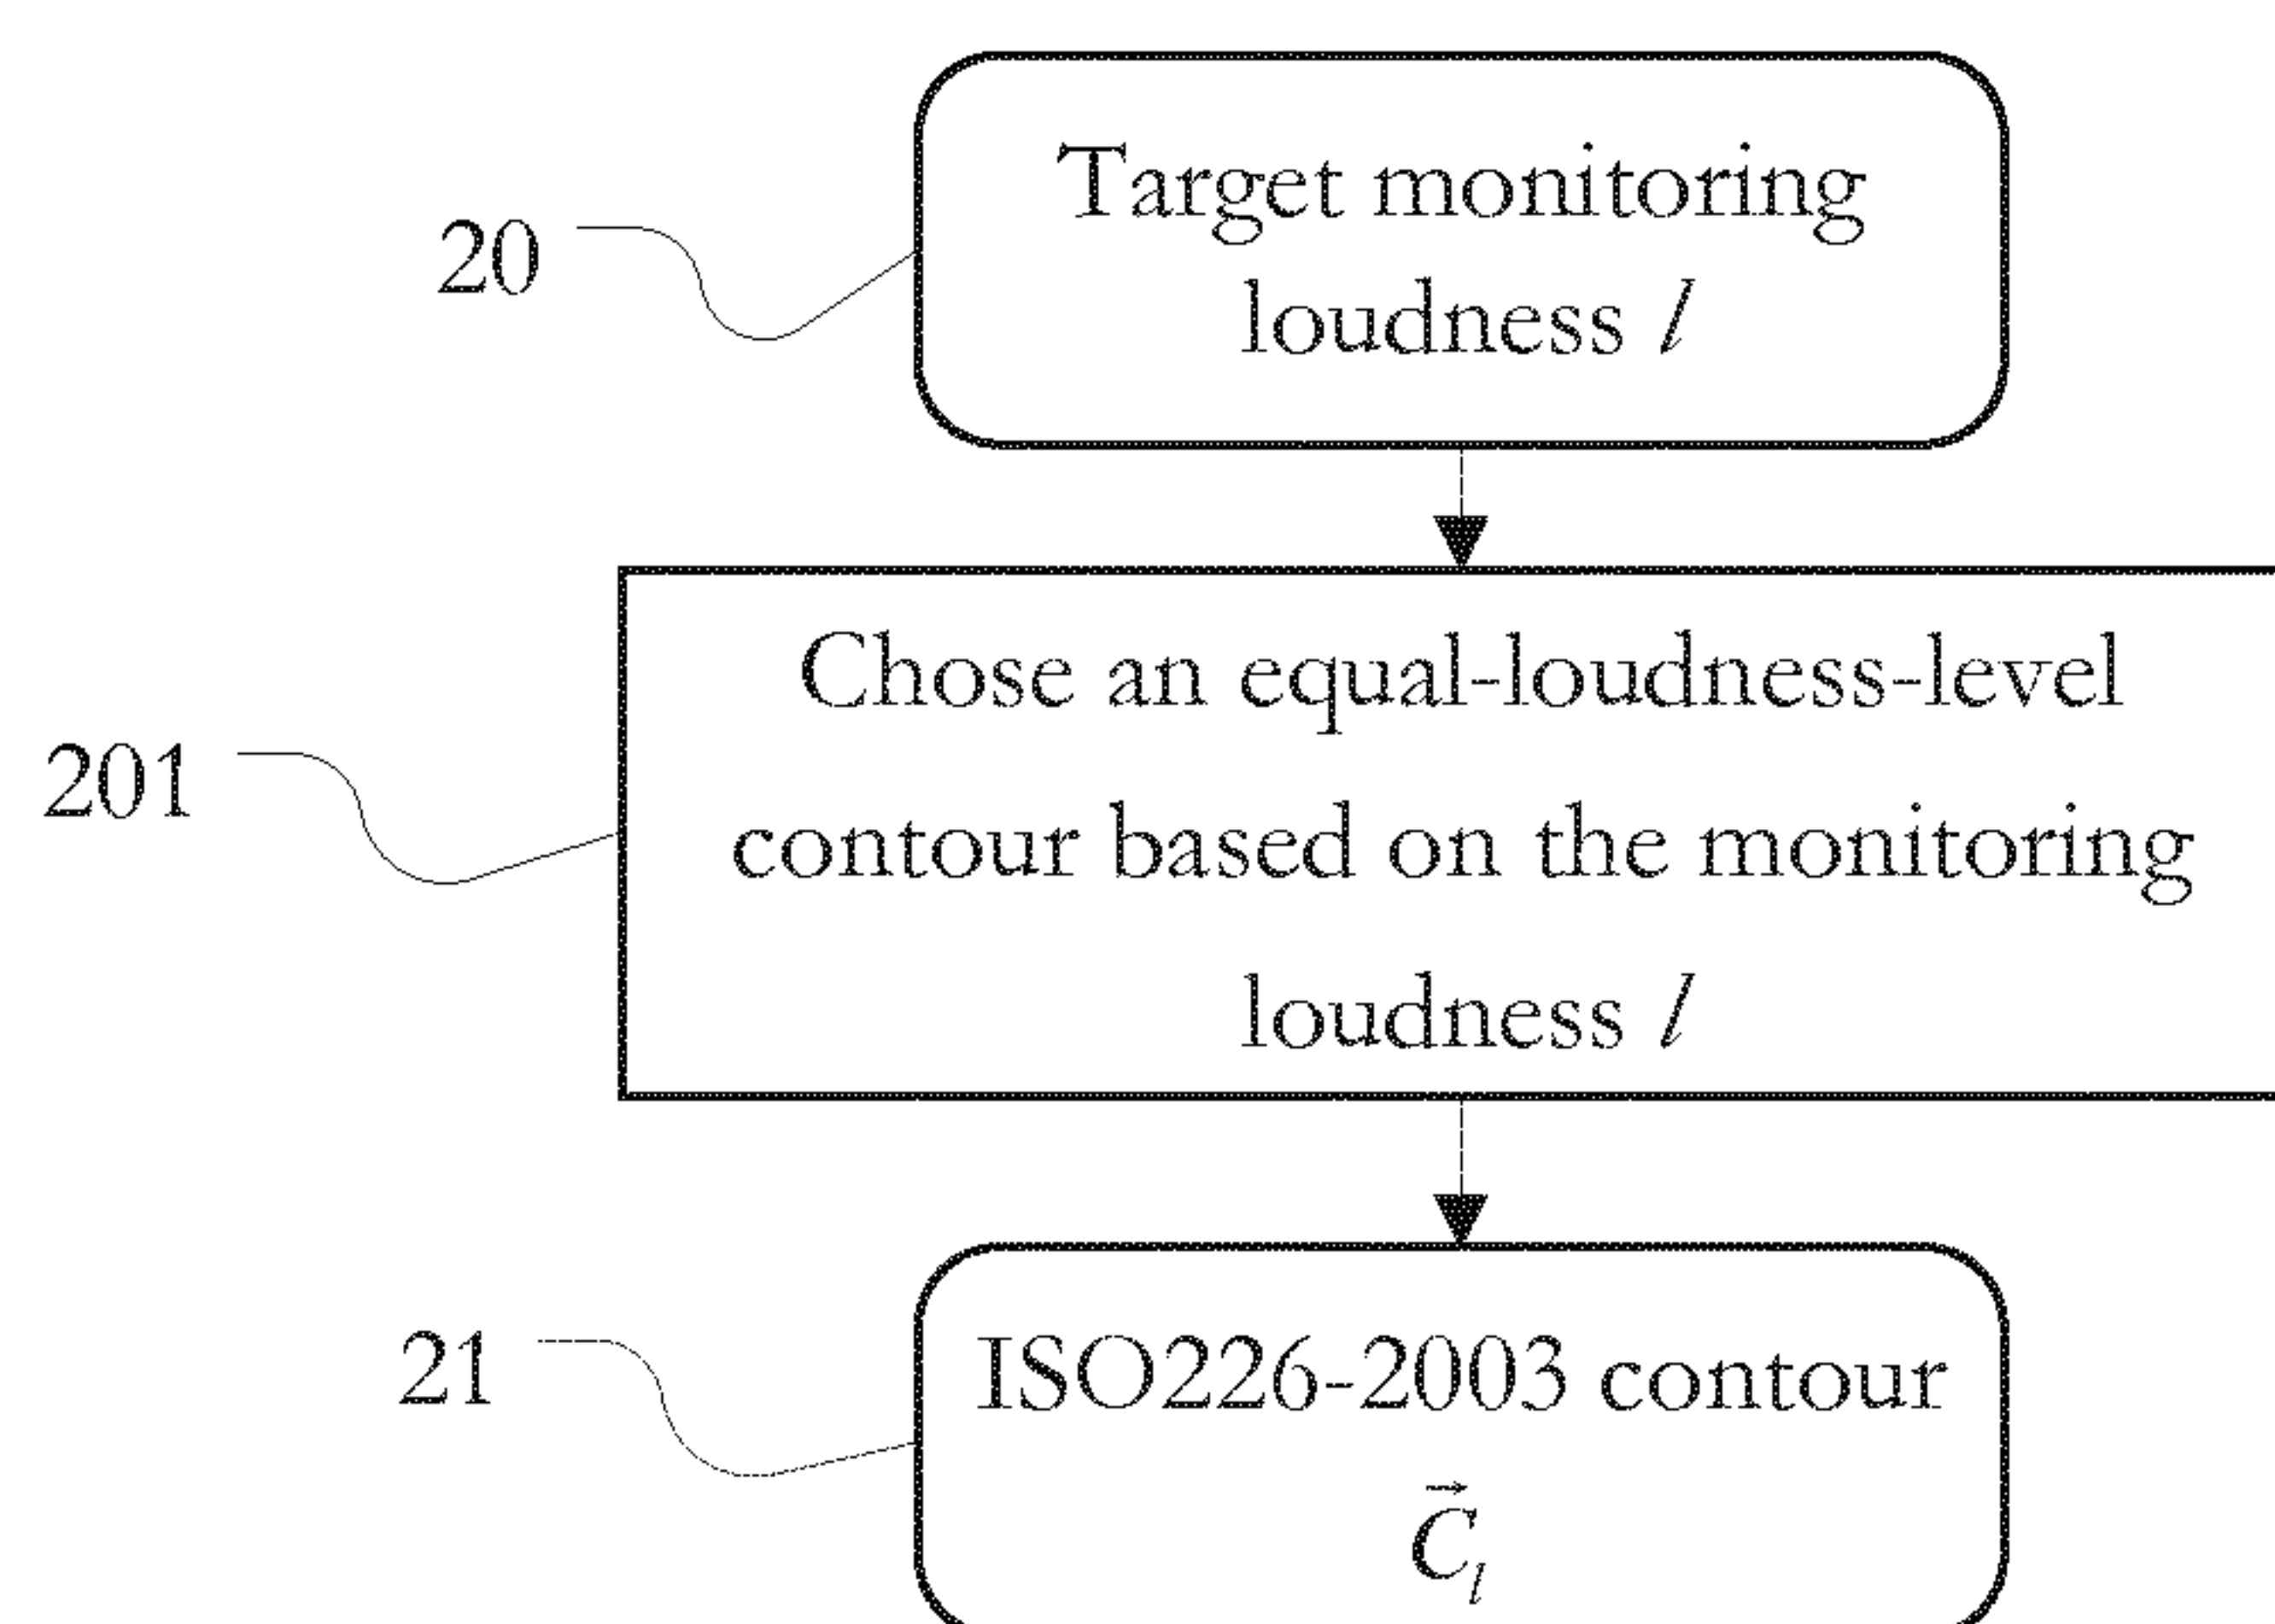 Target monitoring
loudness l
20
Chose an equal-loudness-level
contour based on the monitoring
loudness l
201
ISO226-2003 contour
21
C⃗_l